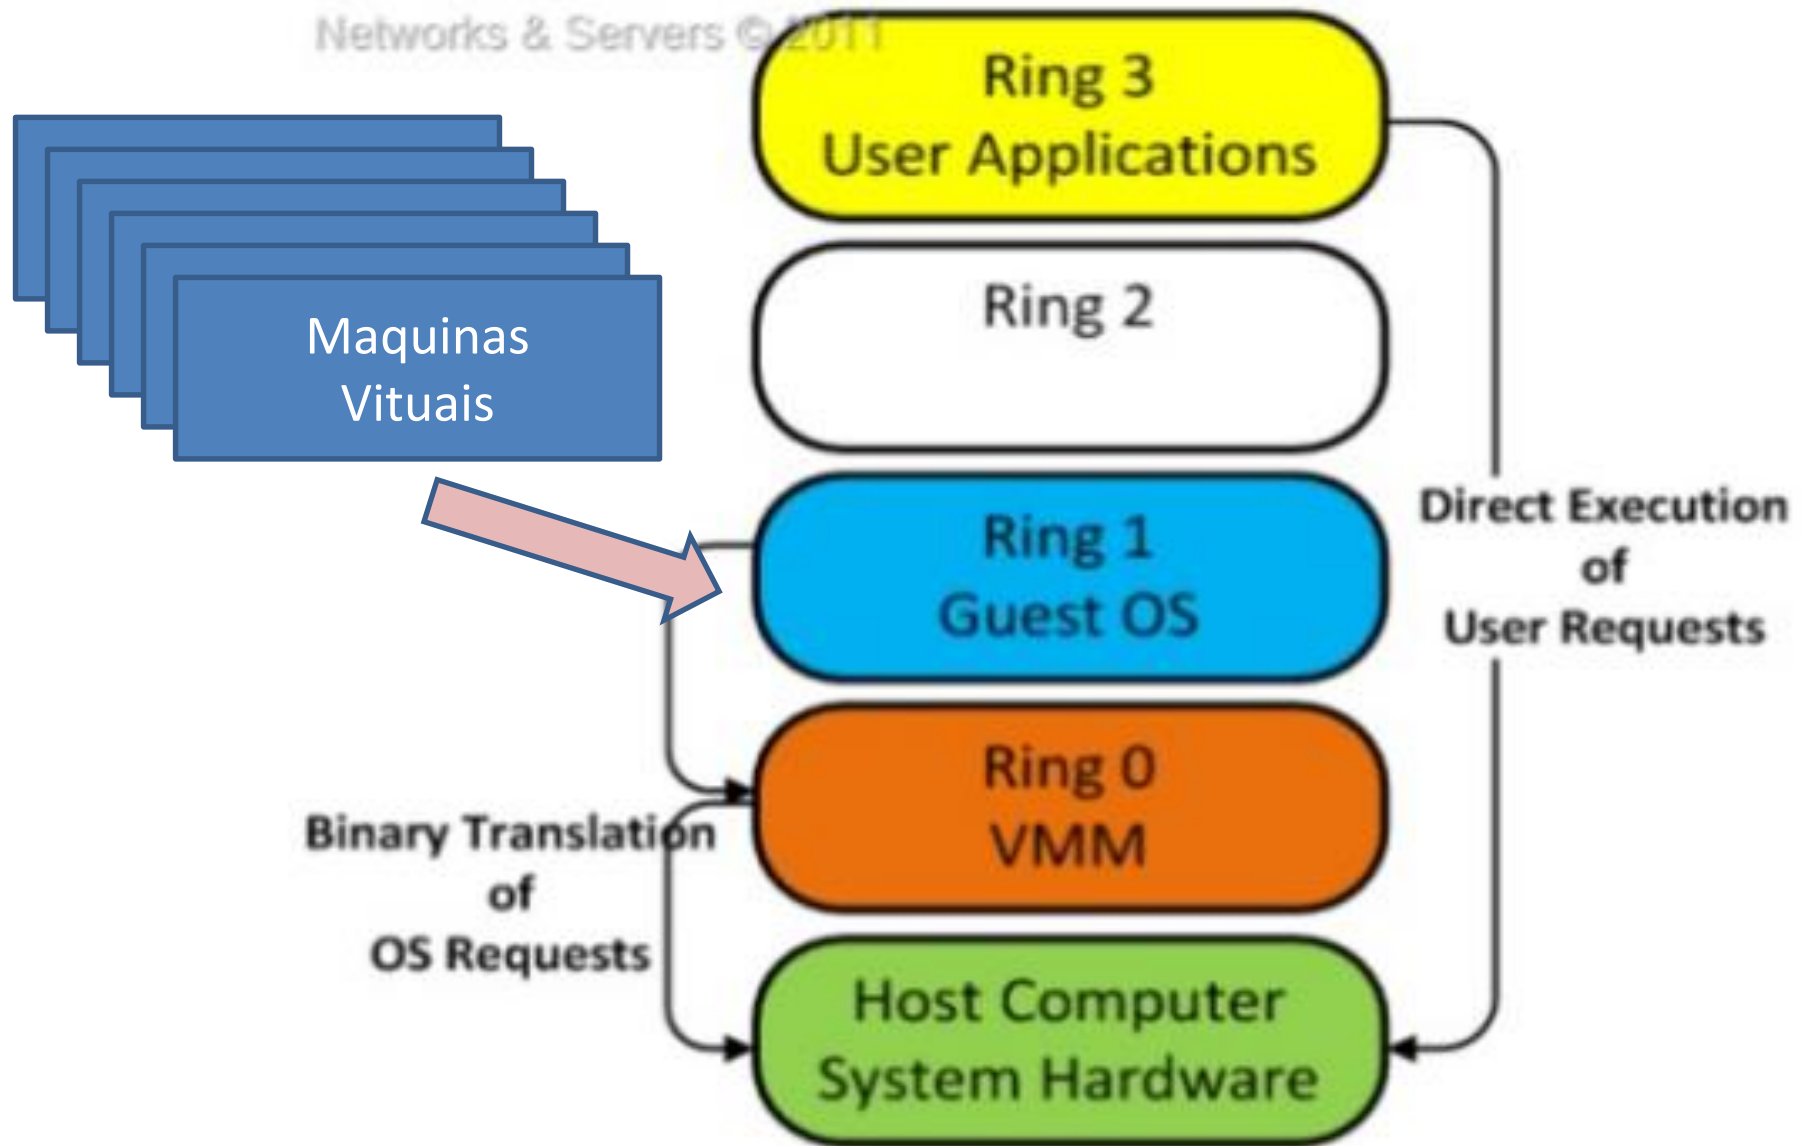 Networks & Servers © 2011
Ring 3
User Applications
Maquinas
Vituais
Ring 2
Ring 1
Guest OS
Direct Execution
of
User Requests
Ring 0
VMM
Binary Translation
of
OS Requests
Host Computer
System Hardware